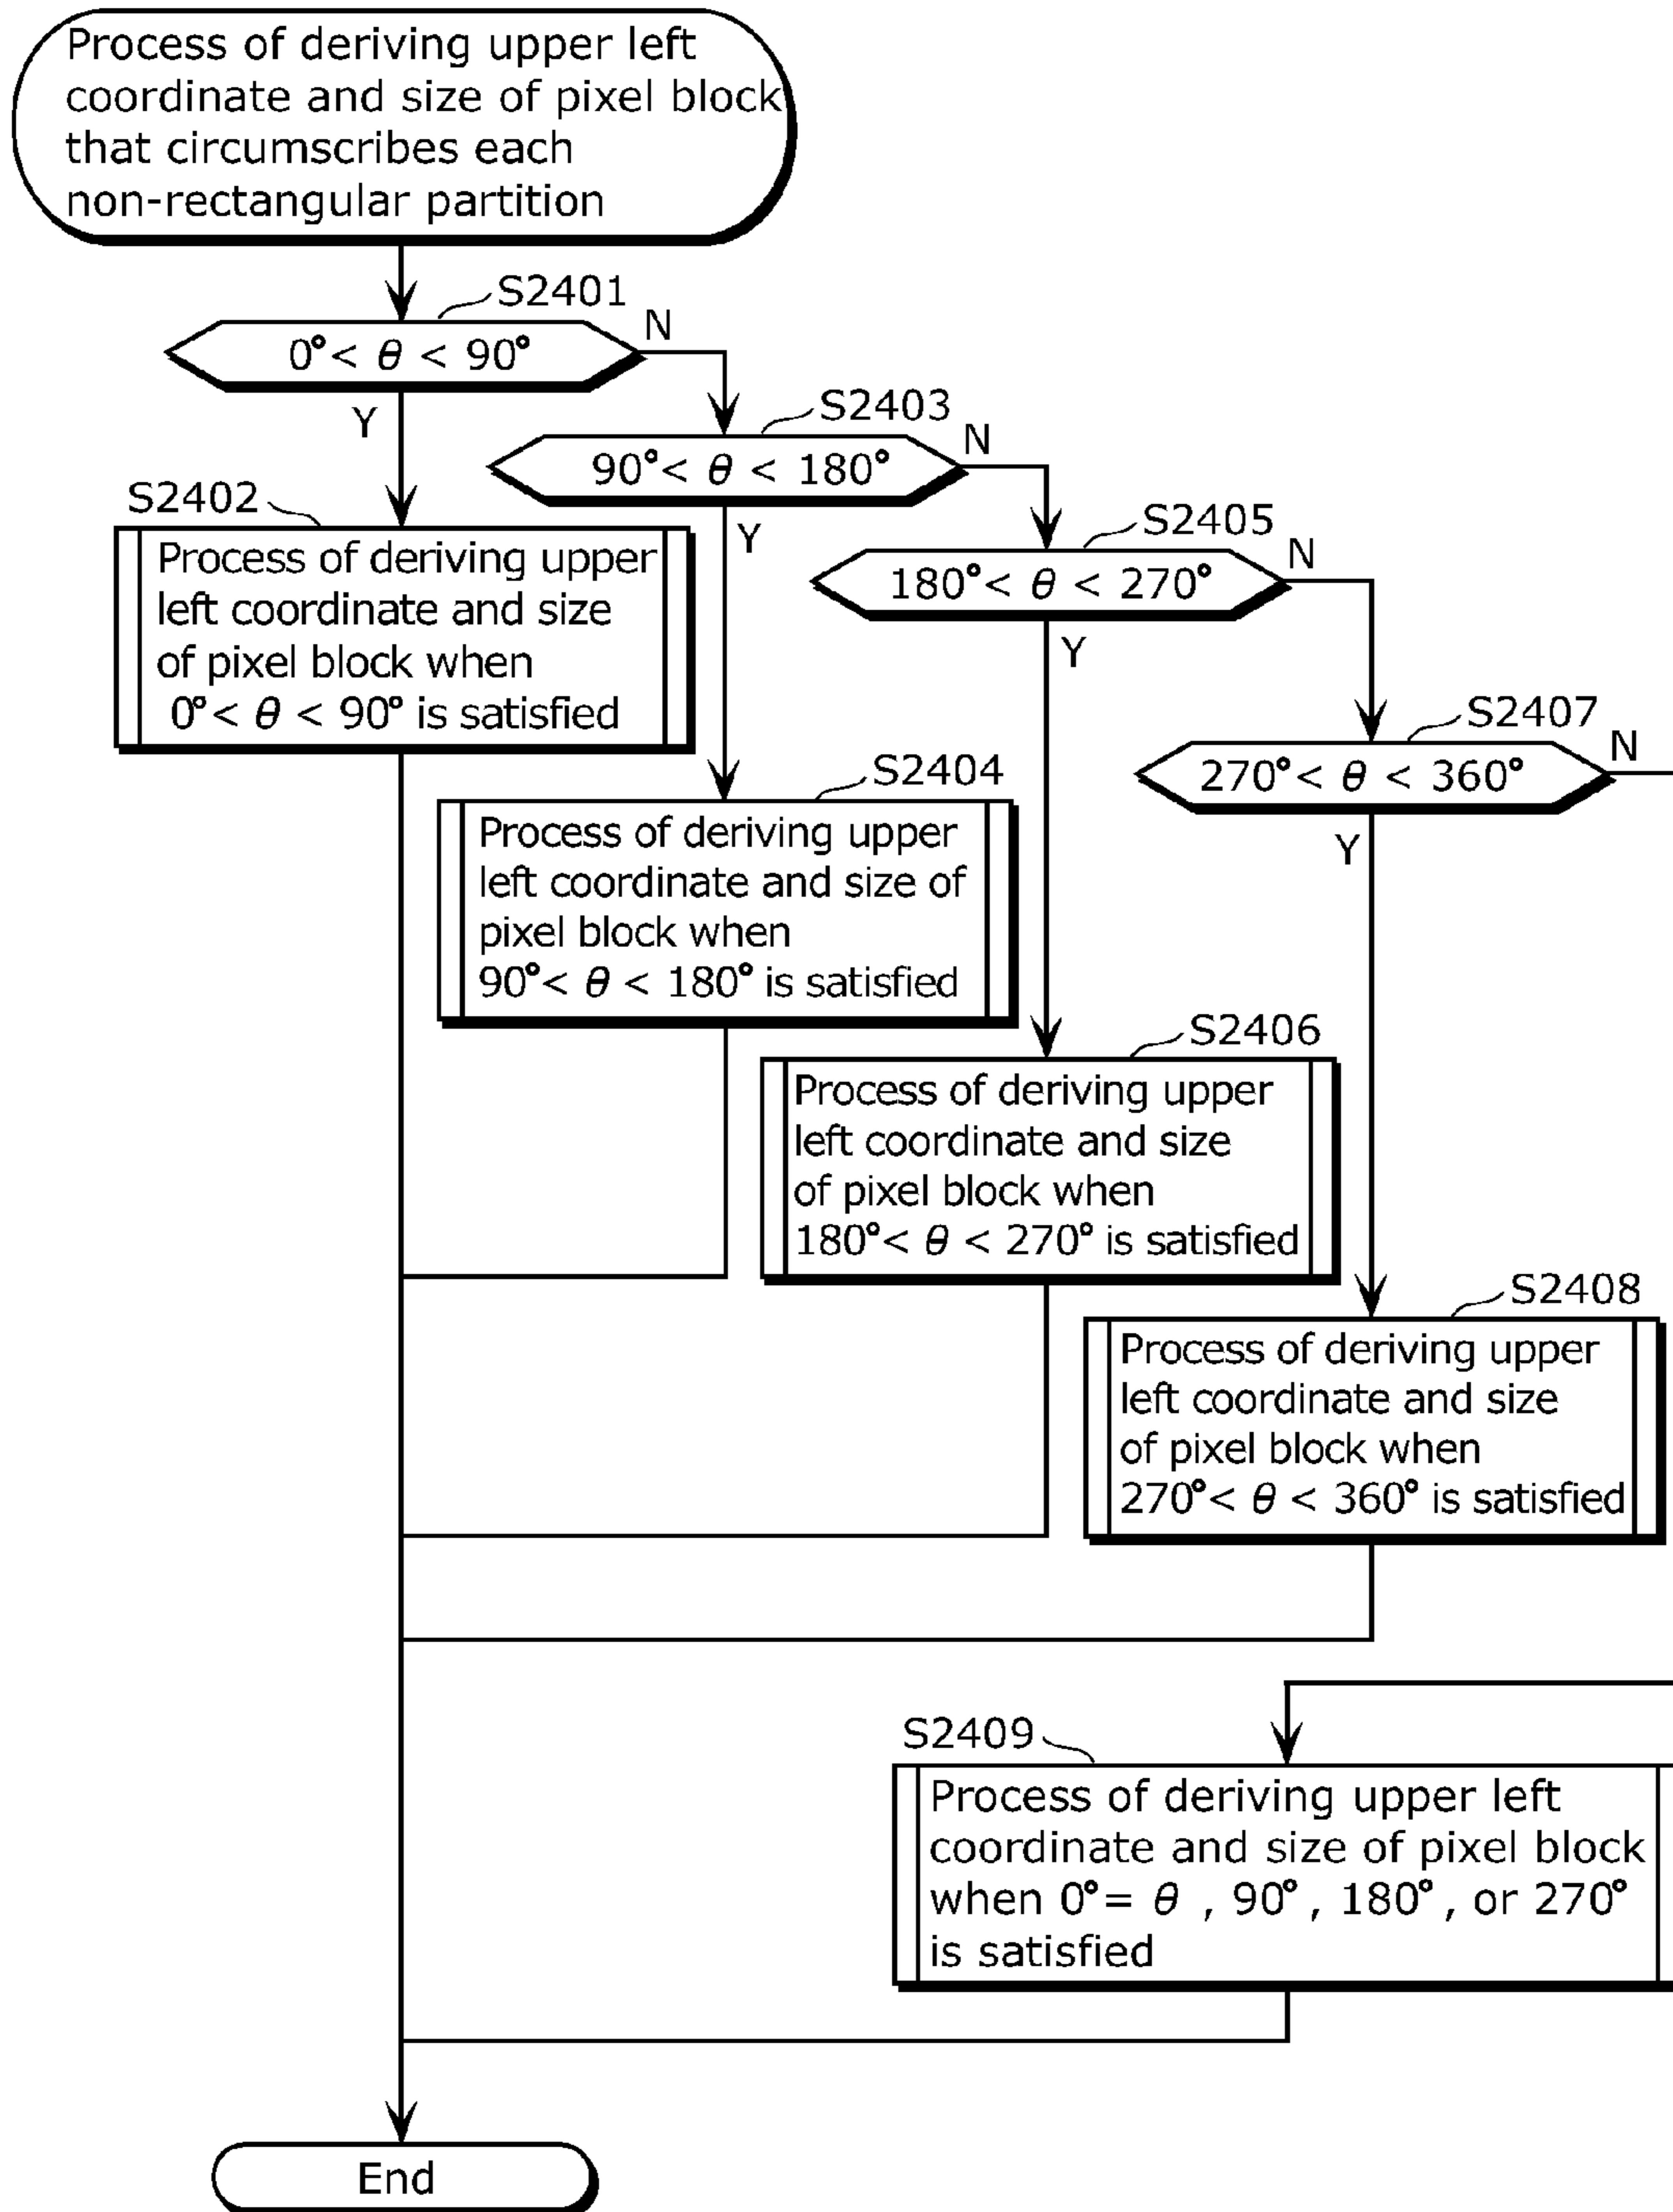 Process of deriving upper left
coordinate and size of pixel block
that circumscribes each
non-rectangular partition
S2401
0°< θ < 90°
N
Y
S2403
90°< θ < 180°
N
Y
S2402
Process of deriving upper
left coordinate and size
of pixel block when
0°< θ < 90° is satisfied
S2405
180°< θ < 270°
N
Y
S2407
270°< θ < 360°
N
Y
S2404
Process of deriving upper
left coordinate and size of
pixel block when
90°< θ < 180° is satisfied
S2406
Process of deriving upper
left coordinate and size
of pixel block when
180°< θ < 270° is satisfied
S2408
Process of deriving upper
left coordinate and size
of pixel block when
270°< θ < 360° is satisfied
S2409
Process of deriving upper left
coordinate and size of pixel block
when 0°= θ , 90°, 180°, or 270°
is satisfied
End